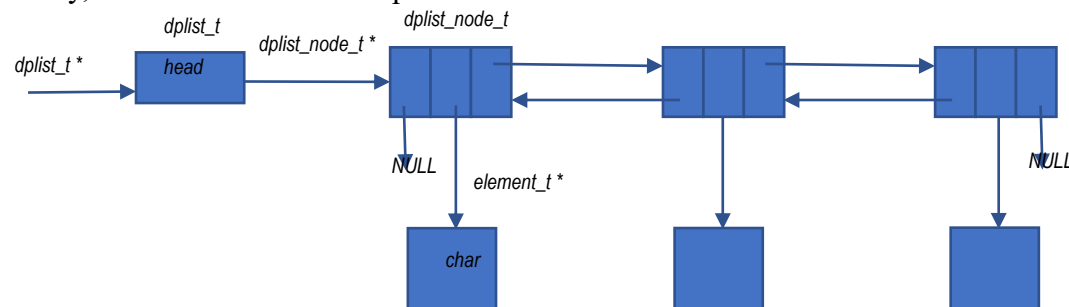 dplist_t
dplist_node_t
dplist_node_t *
dplist_t *
head
NULL
NULL
element_t *
char